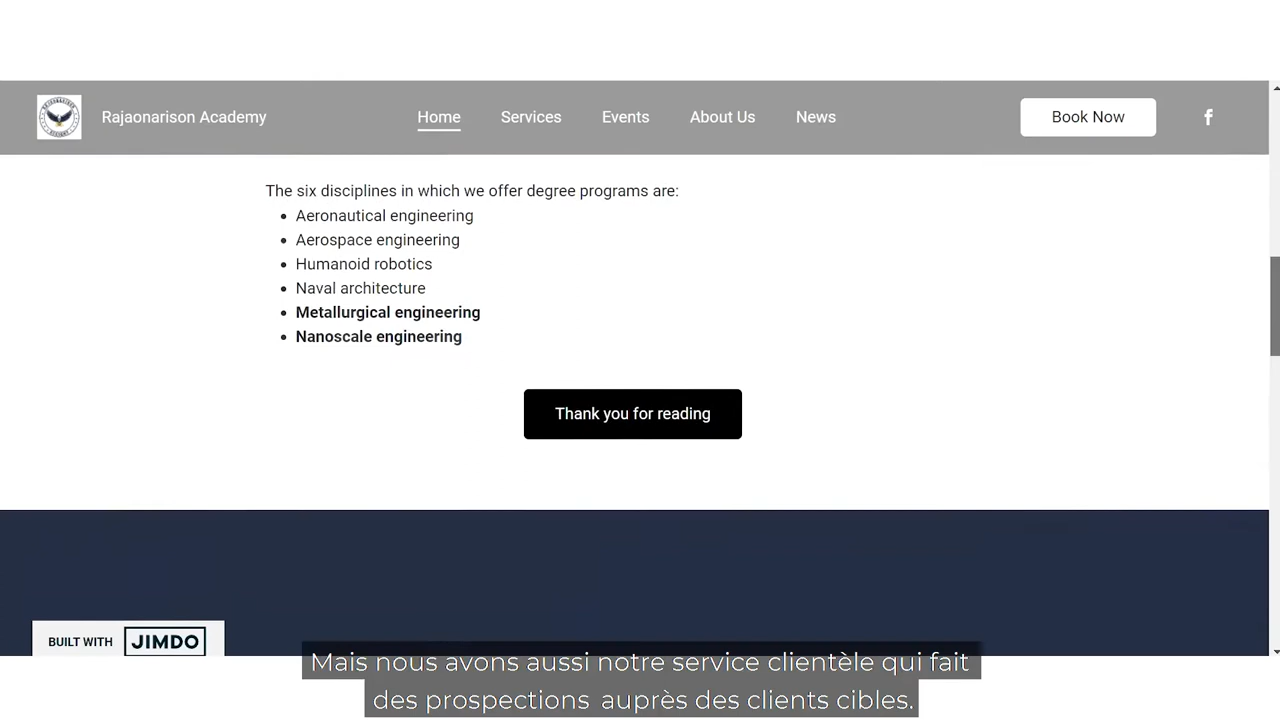 Rajaonarison Academy
Home Services Events About Us News
Book Now
f
The six disciplines in which we offer degree programs are:
• Aeronautical engineering
• Aerospace engineering
• Humanoid robotics
• Naval architecture
• Metallurgical engineering
• Nanoscale engineering
Thank you for reading
BUILT WITH JIMDO
Mais nous avons aussi notre service clientèle qui fait
des prospections auprès des clients cibles.